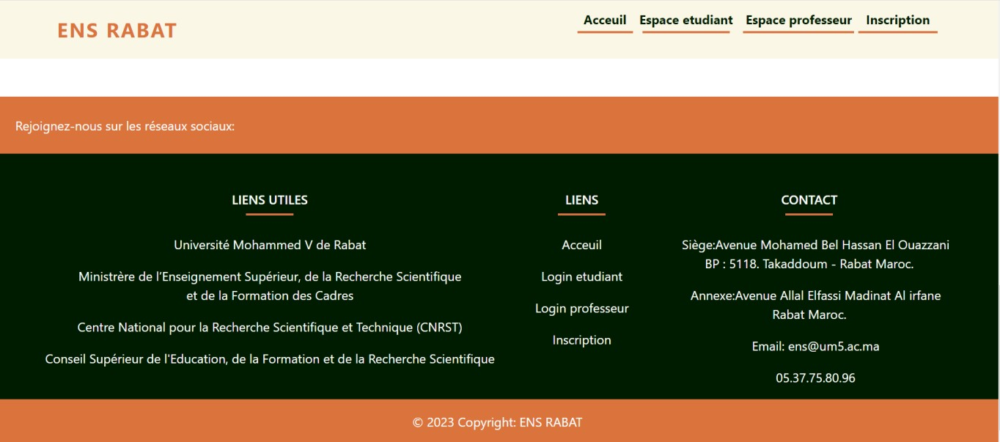 ENS RABAT
Acceuil Espace etudiant Espace professeur Inscription
Rejoignez-nous sur les réseaux sociaux:
LIENS UTILES
Université Mohammed V de Rabat
Ministrère de l’Enseignement Supérieur, de la Recherche Scientifique
et de la Formation des Cadres
Centre National pour la Recherche Scientifique et Technique (CNRST)
Conseil Supérieur de l'Education, de la Formation et de la Recherche Scientifique
LIENS
Acceuil
Login etudiant
Login professeur
Inscription
CONTACT
Siège:Avenue Mohamed Bel Hassan El Ouazzani
BP : 5118. Takaddoum - Rabat Maroc.
Annexe:Avenue Allal Elfassi Madinat Al irfane
Rabat Maroc.
Email: ens@um5.ac.ma
05.37.75.80.96
© 2023 Copyright: ENS RABAT